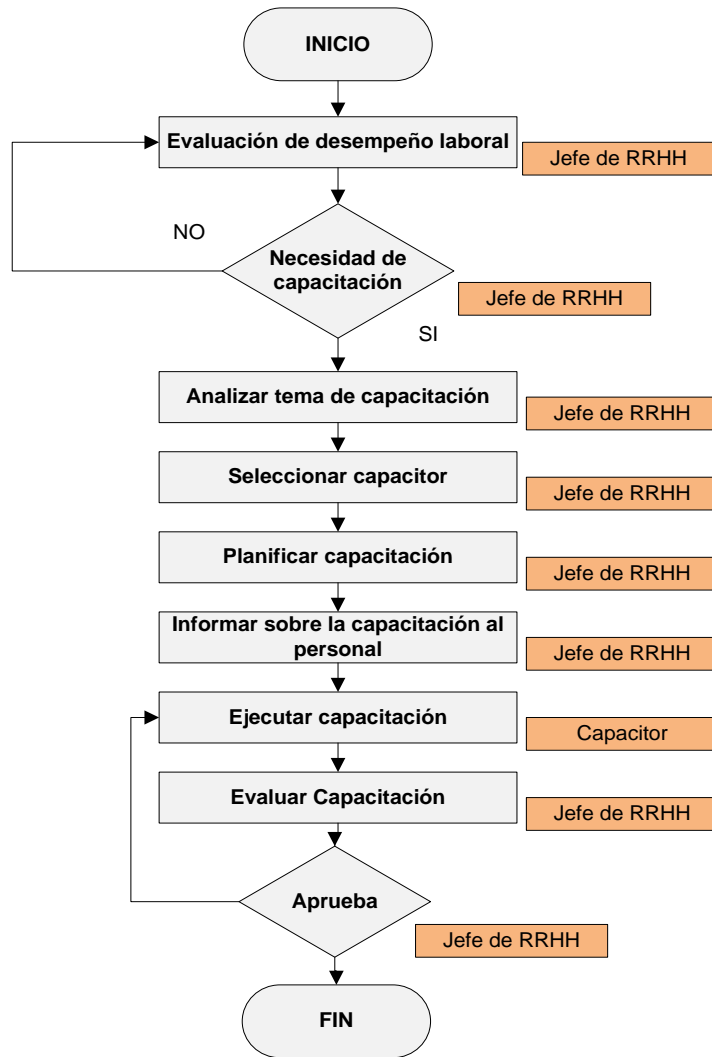 INICIO
Evaluación de desempeño laboral
Jefe de RRHH
NO
Necesidad de
capacitación
Jefe de RRHH
SI
Analizar tema de capacitación
Jefe de RRHH
Seleccionar capacitor
Jefe de RRHH
Planificar capacitación
Jefe de RRHH
Informar sobre la capacitación al
personal
Jefe de RRHH
Ejecutar capacitación
Capacitor
Evaluar Capacitación
Jefe de RRHH
Aprueba
Jefe de RRHH
FIN